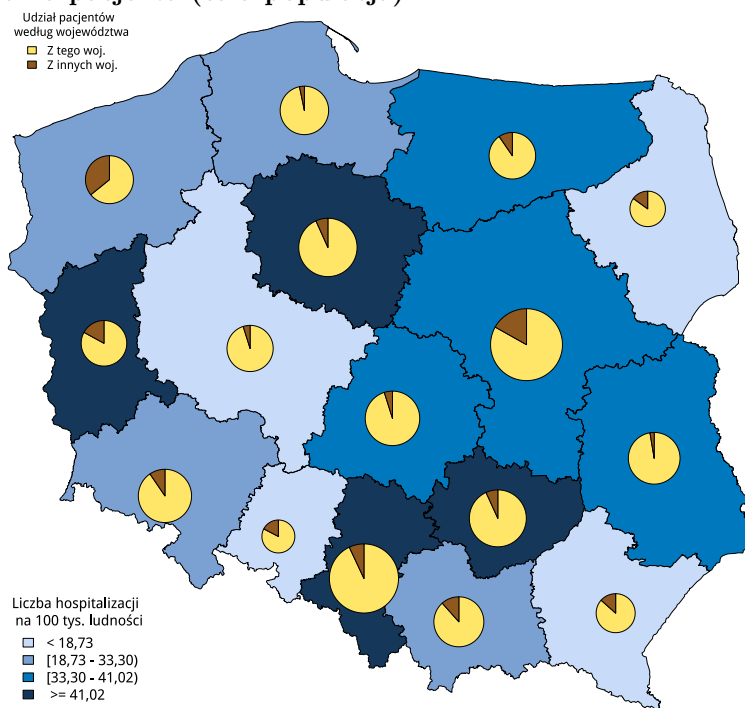 Udział pacjentów
według województwa
Z tego woj.
Z innych woj.
Liczba hospitalizacji
na 100 tys. ludności
< 18,73
[18,73 - 33,30)
[33,30 - 41,02)
>= 41,02